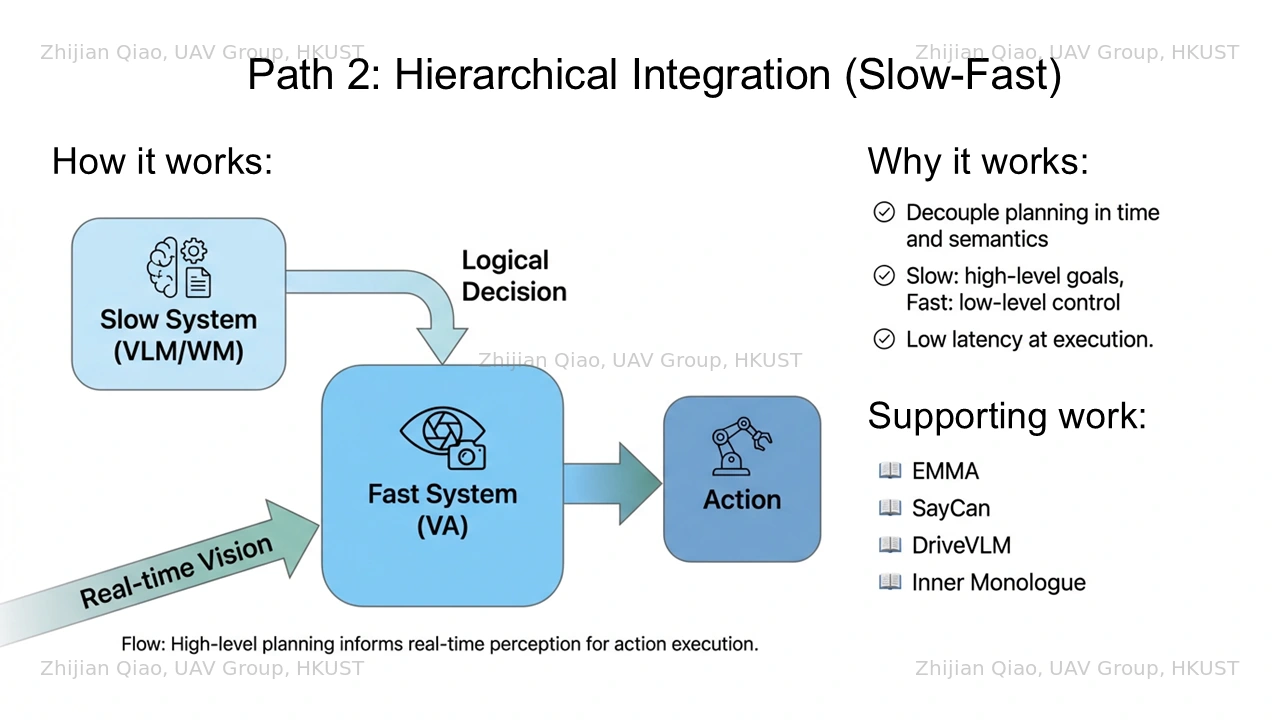 Zhijian Qiao, UAV Group, HKUST
Zhijian Qiao, UAV Group, HKUST
Path 2: Hierarchical Integration (Slow-Fast)
How it works:
Slow System
(VLM/WM)
Logical
Decision
Zhijian Qiao, UAV Group, HKUST
Fast System
(VA)
Action
Real-time Vision
Flow: High-level planning informs real-time perception for action execution.
Why it works:
Decouple planning in time
and semantics
Slow: high-level goals,
Fast: low-level control
Low latency at execution.
Supporting work:
EMMA
SayCan
DriveVLM
Inner Monologue
Zhijian Qiao, UAV Group, HKUST
Zhijian Qiao, UAV Group, HKUST